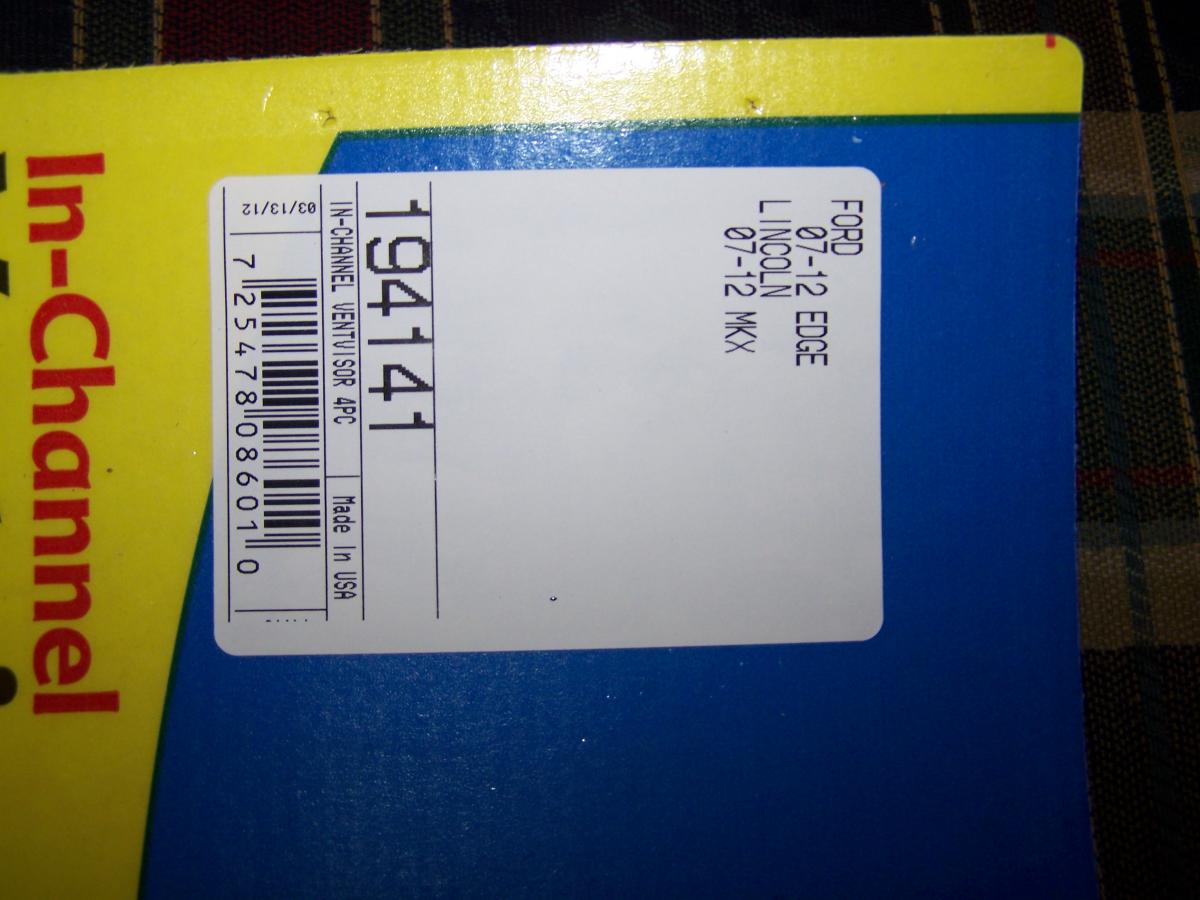 FORD
07-12 EDGE
LINCOLN
07-12 MKX
194141
IN-CHANNEL VENTVISOR 4PC
Made In USA
03/13/12
7 25478 08601 0
In-Channel